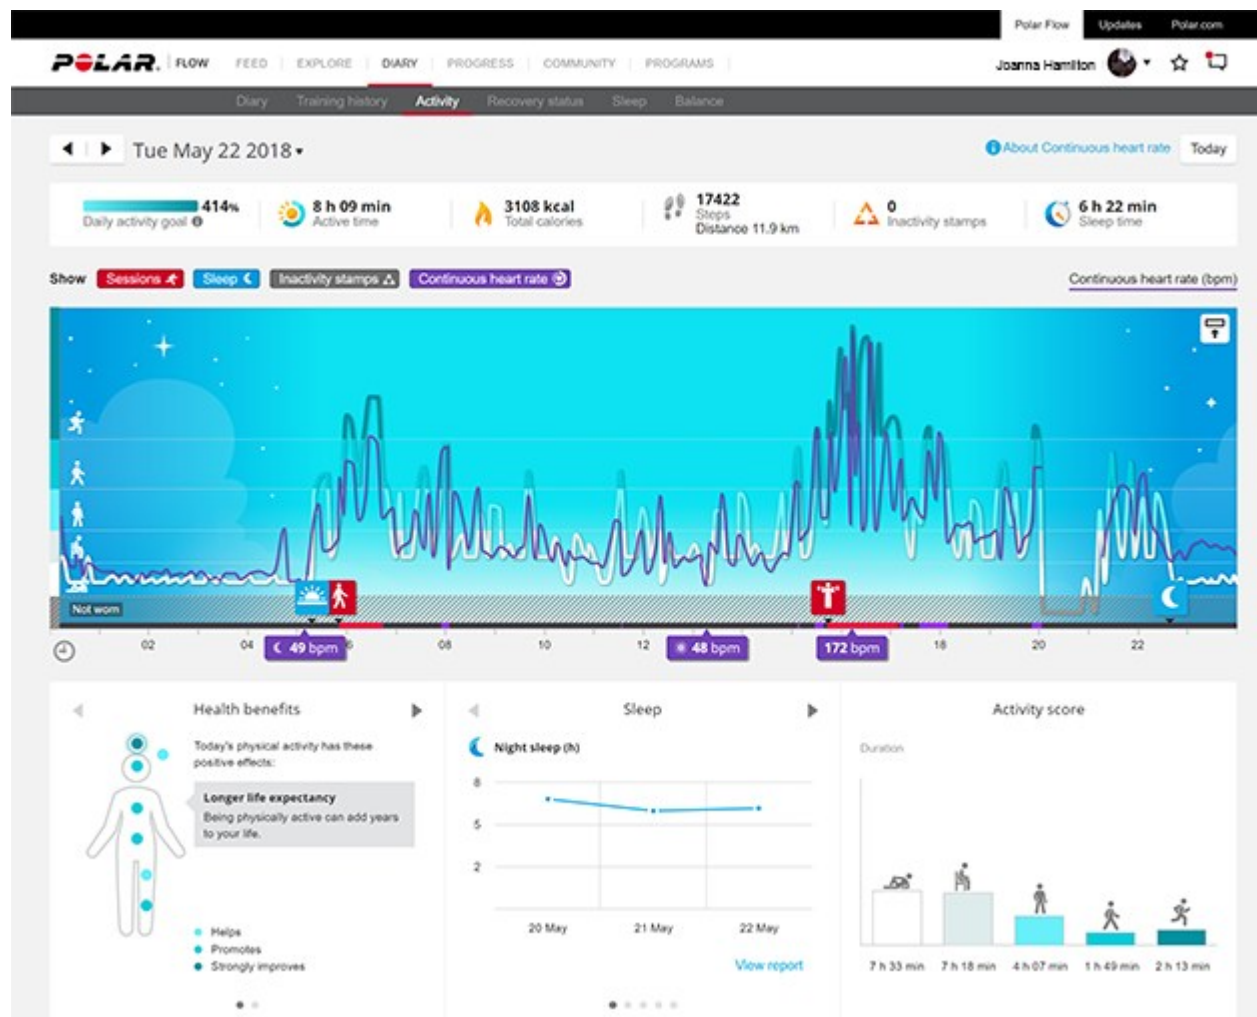 Polar Flow Updates Polar.com
POLAR. FLOW FEED EXPLORE DIARY PROGRESS COMMUNITY PROGRAMS Joanna Hamilton
Diary Training history Activity Recovery status Sleep Balance
Tue May 22 2018 About Continuous heart rate Today
414% 8 h 09 min 3108 kcal 17422 0 6 h 22 min
Daily activity goal Active time Total calories Steps Inactivity stamps Sleep time
Distance 11.9 km
Show Sessions Sleep Inactivity stamps Continuous heart rate Continuous heart rate (bpm)
Not worn
02 04 08 10 12 18 20 22
49 bpm 48 bpm 172 bpm
Health benefits
Today's physical activity has these
positive effects:
Longer life expectancy
Being physically active can add years
to your life.
Helps
Promotes
Strongly improves
Sleep
Night sleep (h)
8
5
2
20 May 21 May 22 May
View report
Activity score
Duration
7 h 33 min 7 h 18 min 4 h 07 min 1 h 49 min 2 h 13 min